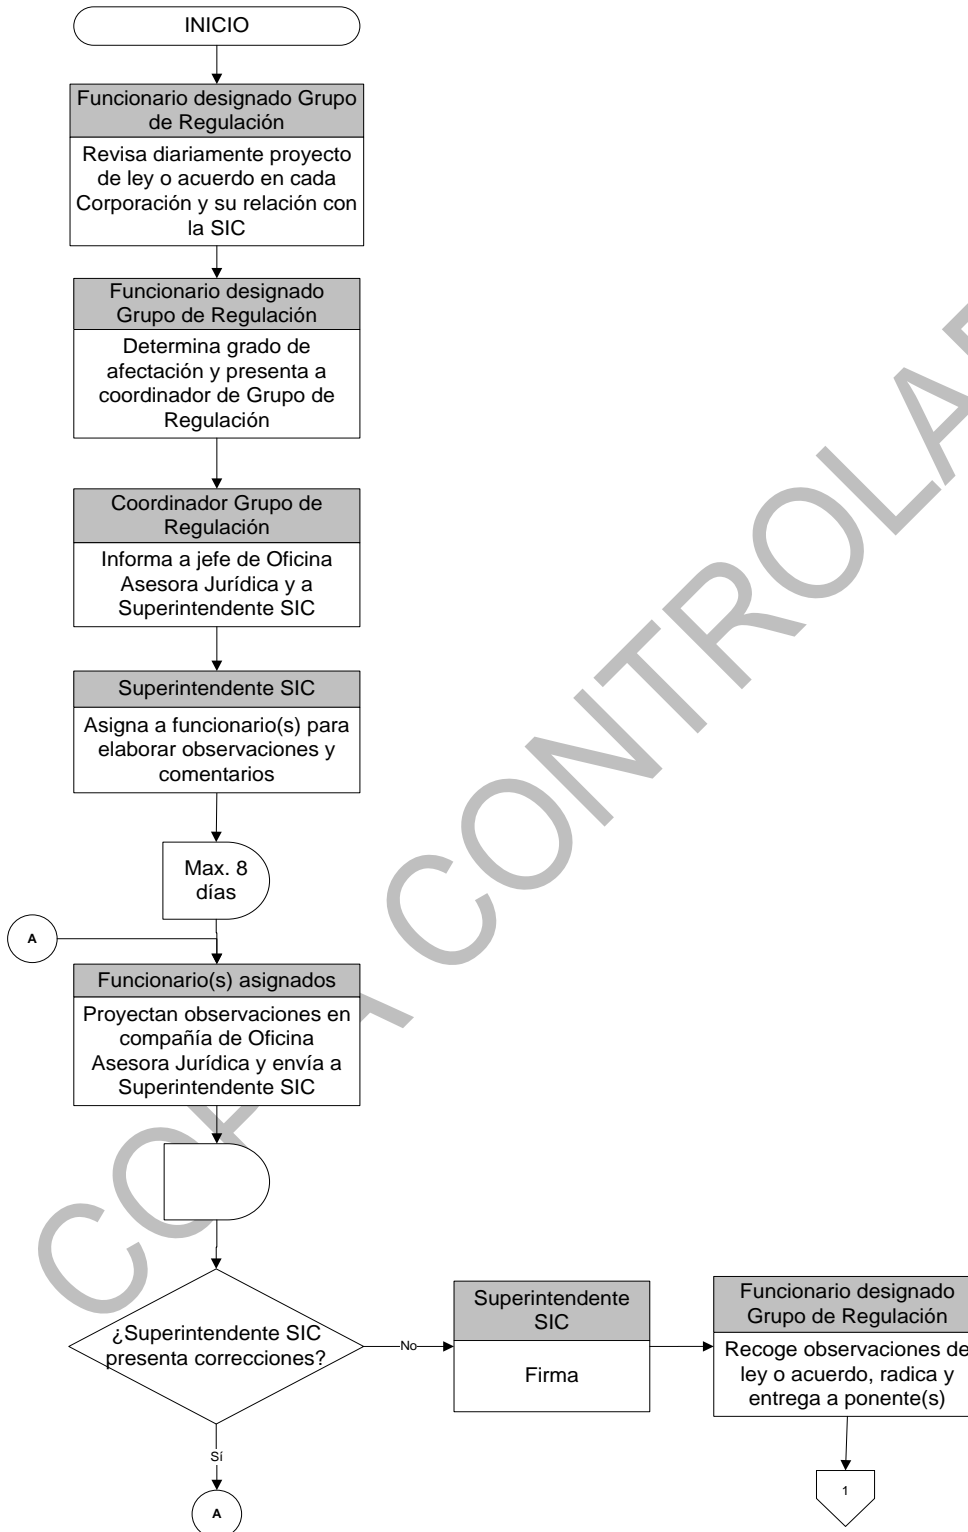 INICIO
Funcionario designado Grupo
de Regulación
Revisa diariamente proyecto
de ley o acuerdo en cada
Corporación y su relación con
la SIC
Funcionario designado
Grupo de Regulación
Determina grado de
afectación y presenta a
coordinador de Grupo de
Regulación
Coordinador Grupo de
Regulación
Informa a jefe de Oficina
Asesora Jurídica y a
Superintendente SIC
Superintendente SIC
Asigna a funcionario(s) para
elaborar observaciones y
comentarios
Max. 8
días
A
Funcionario(s) asignados
Proyectan observaciones en
compañía de Oficina
Asesora Jurídica y envía a
Superintendente SIC
¿Superintendente SIC
presenta correcciones?
No
Superintendente
SIC
Firma
Funcionario designado
Grupo de Regulación
Recoge observaciones de
ley o acuerdo, radica y
entrega a ponente(s)
Sí
A
1
CONTROLA